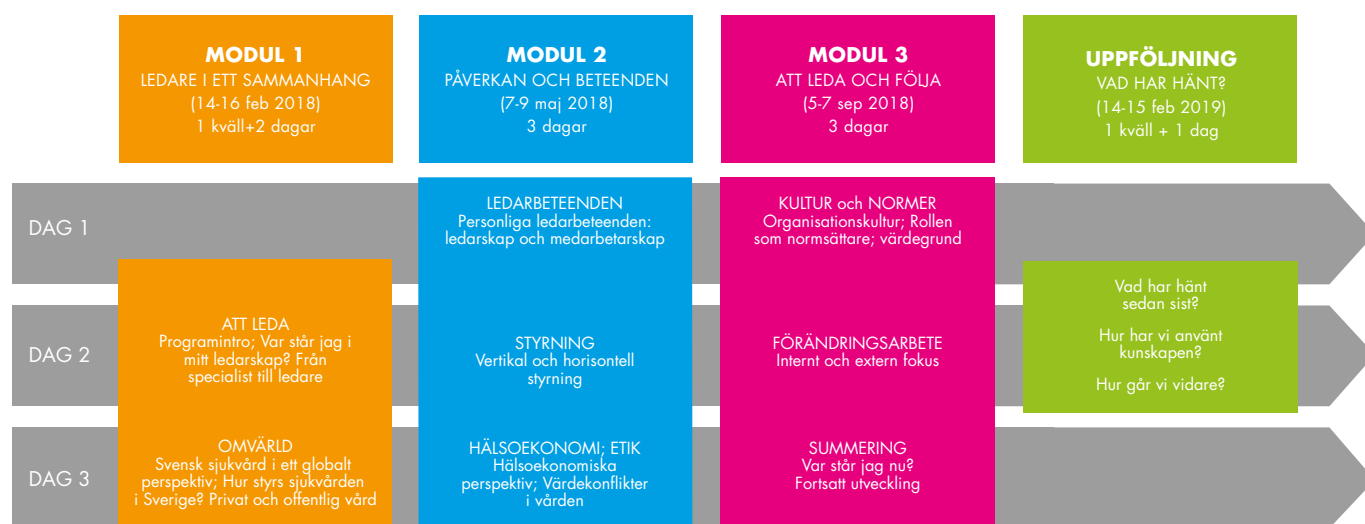 MODUL 1
LEDARE I ETT SAMMANHANG
(14-16 feb 2018)
1 kväll+2 dagar
MODUL 2
PÅVERKAN OCH BETEENDEN
(7-9 maj 2018)
3 dagar
MODUL 3
ATT LEDA OCH FÖLJA
(5-7 sep 2018)
3 dagar
UPPFÖLJNING
VAD HAR HÄNT?
(14-15 feb 2019)
1 kväll + 1 dag
DAG 1
LEDARBETEENDEN
Personliga ledarbeteenden:
ledarskap och medarbetarskap
KULTUR och NORMER
Organisationskultur; Rollen
som normsättare; värdegrund
DAG 2
ATT LEDA
Programintro; Var står jag i
mitt ledarskap? Från
specialist till ledare
STYRNING
Vertikal och horisontell
styrning
FÖRÄNDRINGSARBETE
Internt och extern fokus
Vad har hänt
sedan sist?
Hur har vi använt
kunskapen?
Hur går vi vidare?
DAG 3
OMVÄRLD
Svensk sjukvård i ett globalt
perspektiv; Hur styrs sjukvården
i Sverige? Privat och offentlig vård
HÄLSOEKONOMI; ETIK
Hälsoekonomiska
perspektiv; Värdekonflikter
i vården
SUMMERING
Var står jag nu?
Fortsatt utveckling